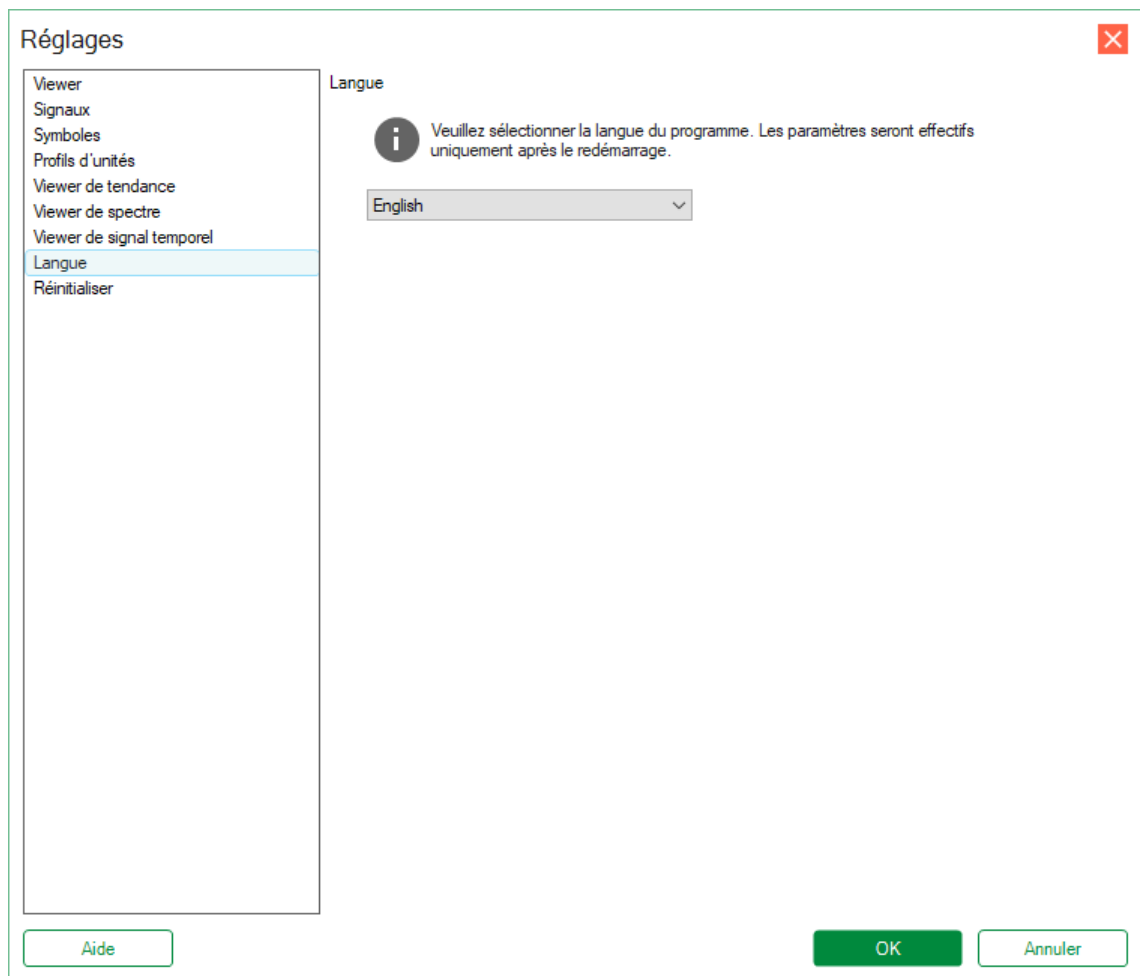 Réglages
Viewer
Signaux
Symboles
Profils d'unités
Viewer de tendance
Viewer de spectre
Viewer de signal temporel
Langue
Réinitialiser
Langue
Veuillez sélectionner la langue du programme. Les paramètres seront effectifs
uniquement après le redémarrage.
English
Aide
OK
Annuler